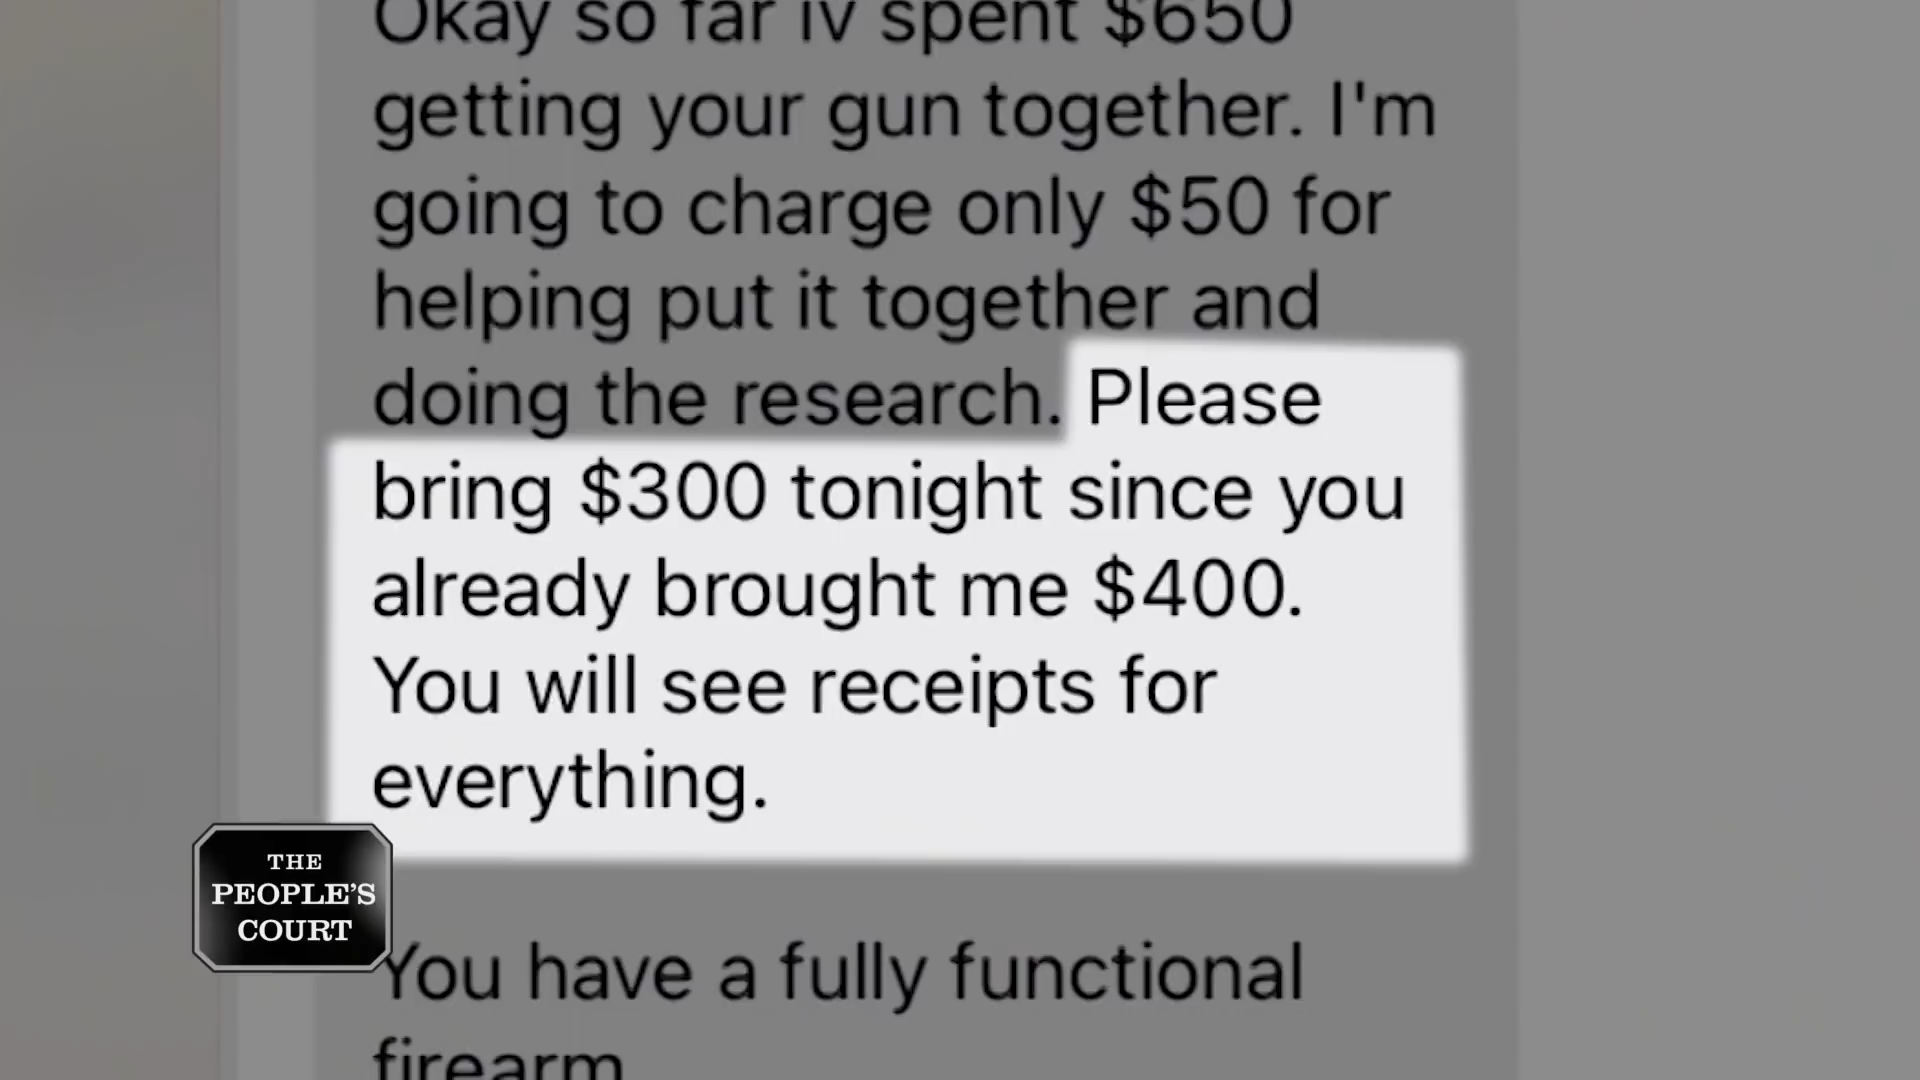 Okay so far iv spent $650
getting your gun together. I'm
going to charge only $50 for
helping put it together and
doing the research. Please
bring $300 tonight since you
already brought me $400.
You will see receipts for
everything.
THE
PEOPLE'S
COURT
You have a fully functional
firearm